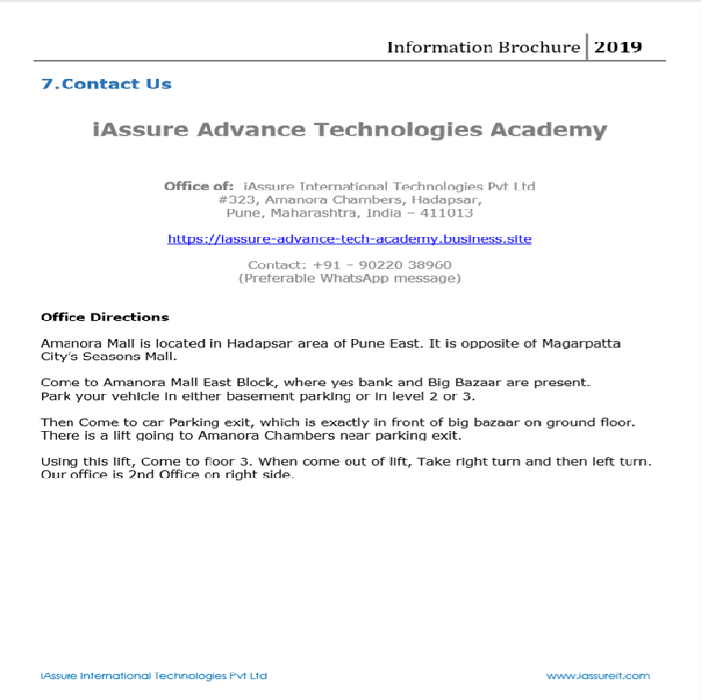 Information Brochure 2019
7.Contact Us
iAssure Advance Technologies Academy
Office of: iAssure International Technologies Pvt Ltd
#323, Amanora Chambers, Hadapsar,
Pune, Maharashtra, India – 411013
https://iassure-advance-tech-academy.business.site
Contact: +91 – 90220 38960
(Preferable WhatsApp message)
Office Directions
Amanora Mall is located in Hadapsar area of Pune East. It is opposite of Magarpatta
City's Seasons Mall.
Come to Amanora Mall East Block, where yes bank and Big Bazaar are present.
Park your vehicle in either basement parking or in level 2 or 3.
Then Come to car Parking exit, which is exactly in front of big bazaar on ground floor.
There is a lift going to Amanora Chambers near parking exit.
Using this lift, Come to floor 3. When come out of lift, Take right turn and then left turn.
Our office is 2nd Office on right side.
iAssure International Technologies Pvt Ltd
www.iassureit.com